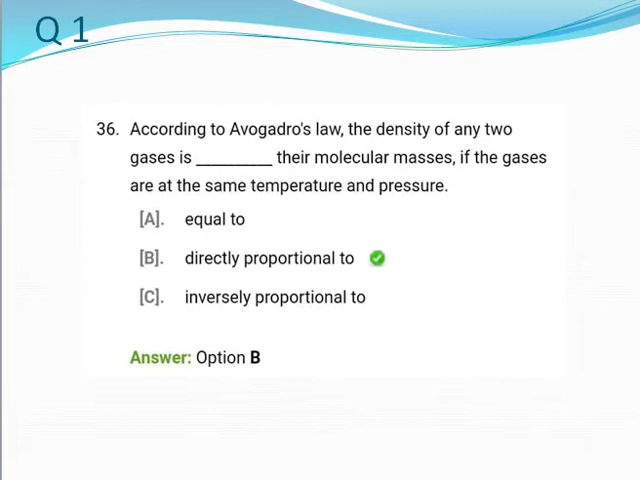 Q 1
36. According to Avogadro's law, the density of any two
gases is _________ their molecular masses, if the gases
are at the same temperature and pressure.
[A]. equal to
[B]. directly proportional to
[C]. inversely proportional to
Answer: Option B